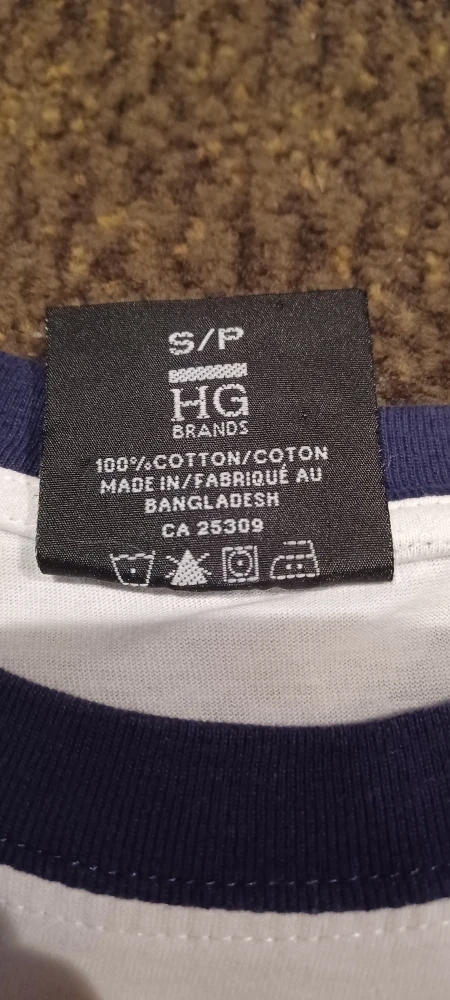 S/P
HG
BRANDS
100%COTTON/COTON
MADE IN/FABRIQUÉ AU
BANGLADESH
CA 25309